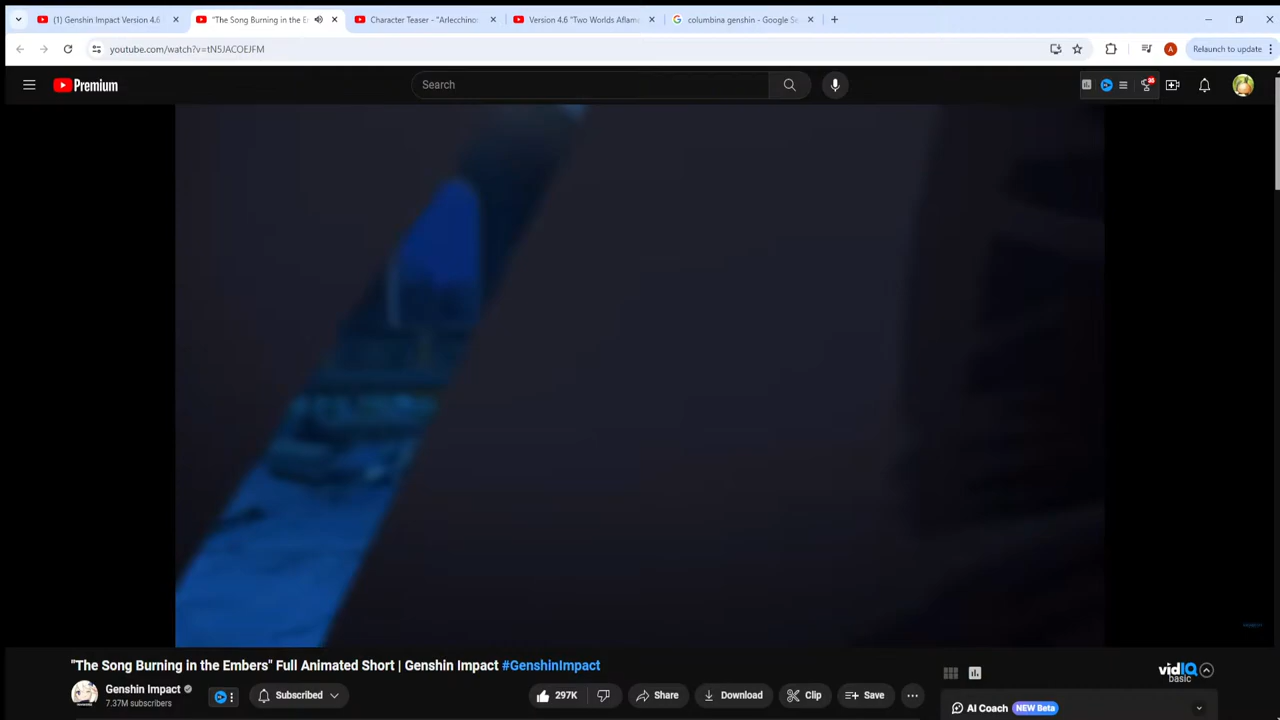 (1) Genshin Impact Version 4.6
"The Song Burning in the E
Character Teaser - "Arlecchino
Version 4.6 "Two Worlds Aflam
columbina genshin - Google Se
youtube.com/watch?v=tN5JACOEJFM
Relaunch to update
A
Premium
Search
"The Song Burning in the Embers" Full Animated Short | Genshin Impact #GenshinImpact
Genshin Impact
7.37M subscribers
Subscribed
297K
Share
Download
Clip
Save
vidIQ
basic
AI Coach NEW Beta